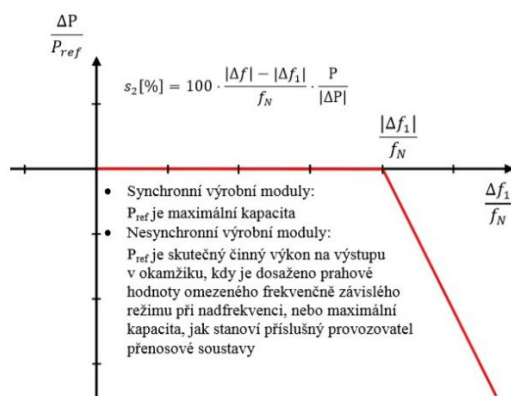 ΔP
P_ref
s₂[%] = 100 · (|Δf| − |Δf₁|)/f_N · P/|ΔP|
|Δf₁|
f_N
Δf₁
f_N
• Synchronní výrobní moduly:
P_ref je maximální kapacita
• Nesynchronní výrobní moduly:
P_ref je skutečný činný výkon na výstupu
v okamžiku, kdy je dosaženo prahové
hodnoty omezeného frekvenčně závislého
režimu při nadfrekvenci, nebo maximální
kapacita, jak stanoví příslušný provozovatel
přenosové soustavy